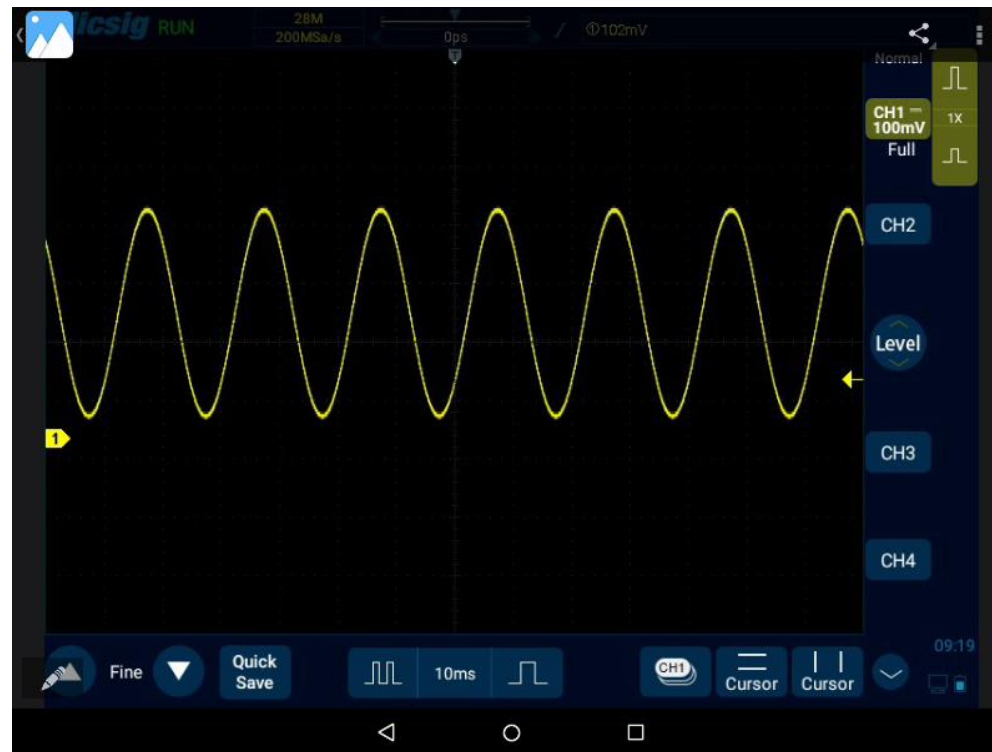 icsig RUN
28M
200MSa/s
0ps
①102mV
T
Normal
CH1
100mV
Full
1X
CH2
Level
1
CH3
CH4
09:19
Fine
Quick
Save
10ms
CH1
Cursor
Cursor